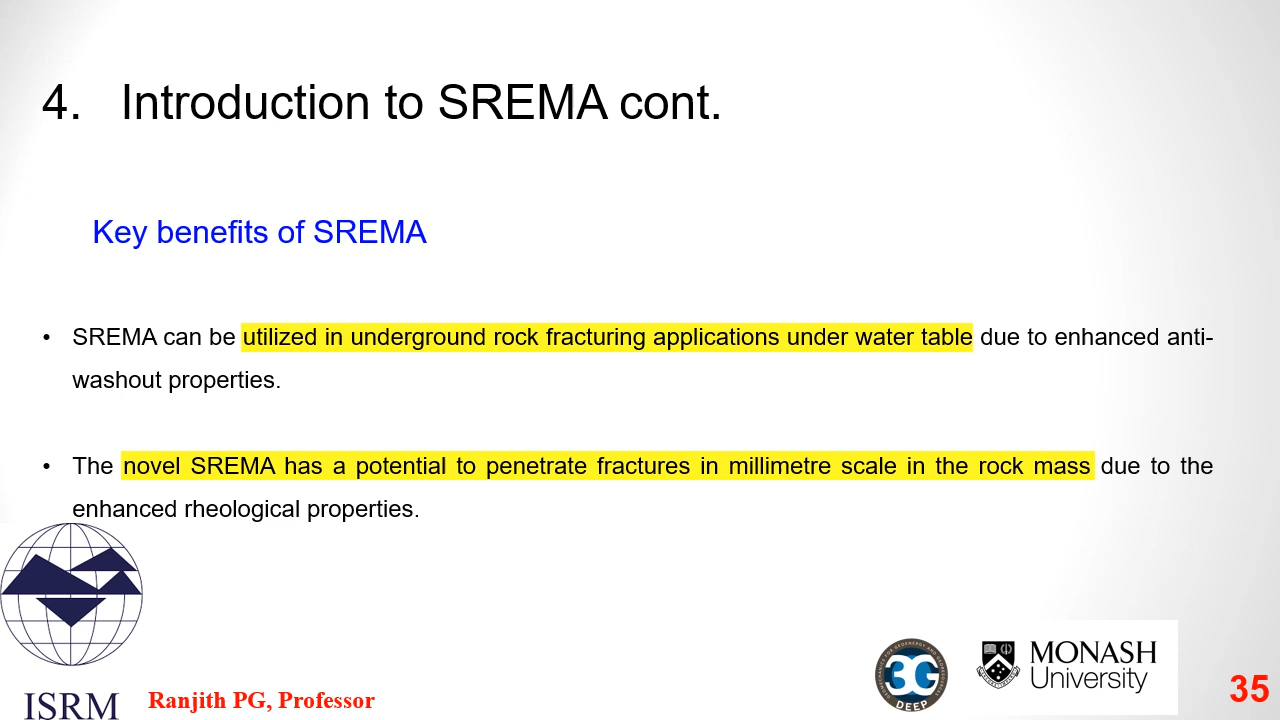 4. Introduction to SREMA cont.
Key benefits of SREMA
• SREMA can be utilized in underground rock fracturing applications under water table due to enhanced anti-
washout properties.
• The novel SREMA has a potential to penetrate fractures in millimetre scale in the rock mass due to the
enhanced rheological properties.
ISRM
Ranjith PG, Professor
3G
DEEP
MONASH
University
35